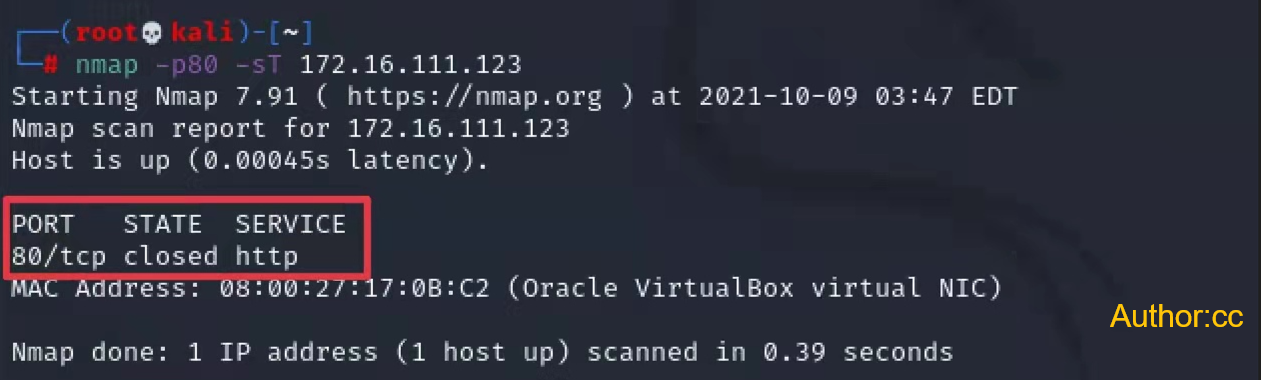 (root💀kali)-[~]
# nmap -p80 -sT 172.16.111.123
Starting Nmap 7.91 ( https://nmap.org ) at 2021-10-09 03:47 EDT
Nmap scan report for 172.16.111.123
Host is up (0.00045s latency).
PORT   STATE  SERVICE
80/tcp closed http
MAC Address: 08:00:27:17:0B:C2 (Oracle VirtualBox virtual NIC)
Author:cc
Nmap done: 1 IP address (1 host up) scanned in 0.39 seconds